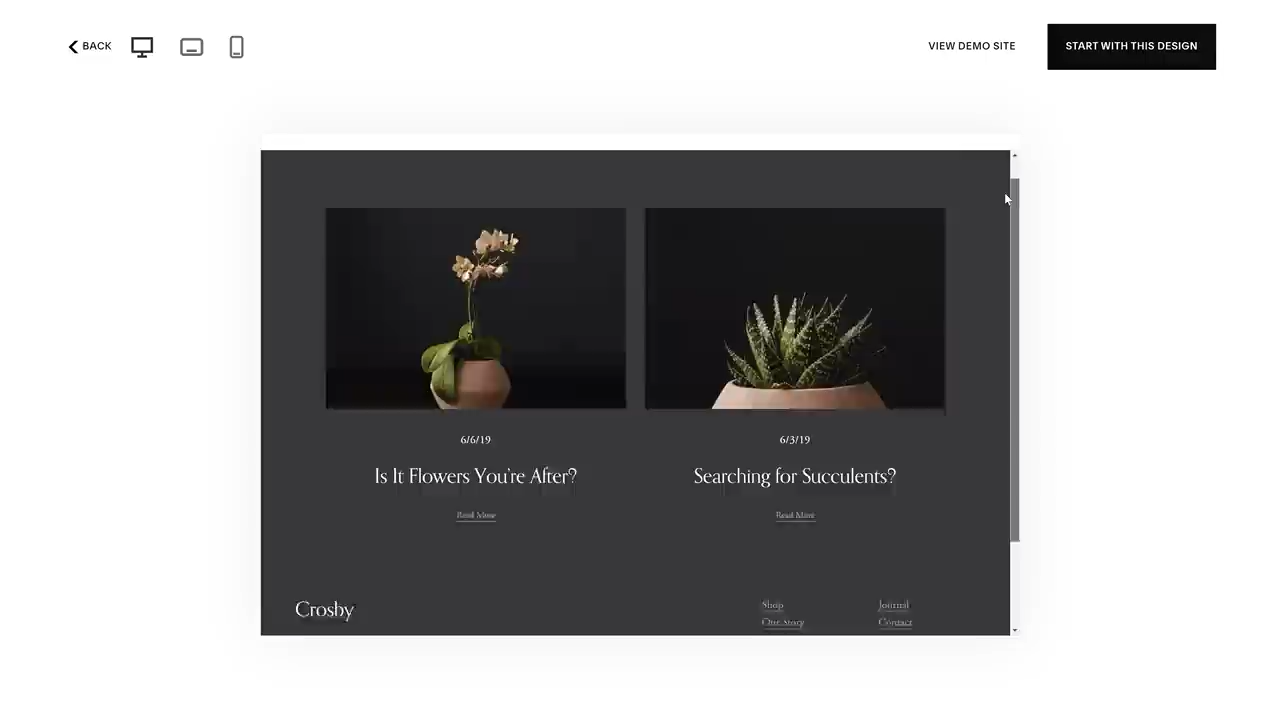 BACK
VIEW DEMO SITE
START WITH THIS DESIGN
6/6/19
6/3/19
Is It Flowers You're After?
Searching for Succulents?
Read More
Read More
Crosby
Shop
Journal
Our Story
Contact